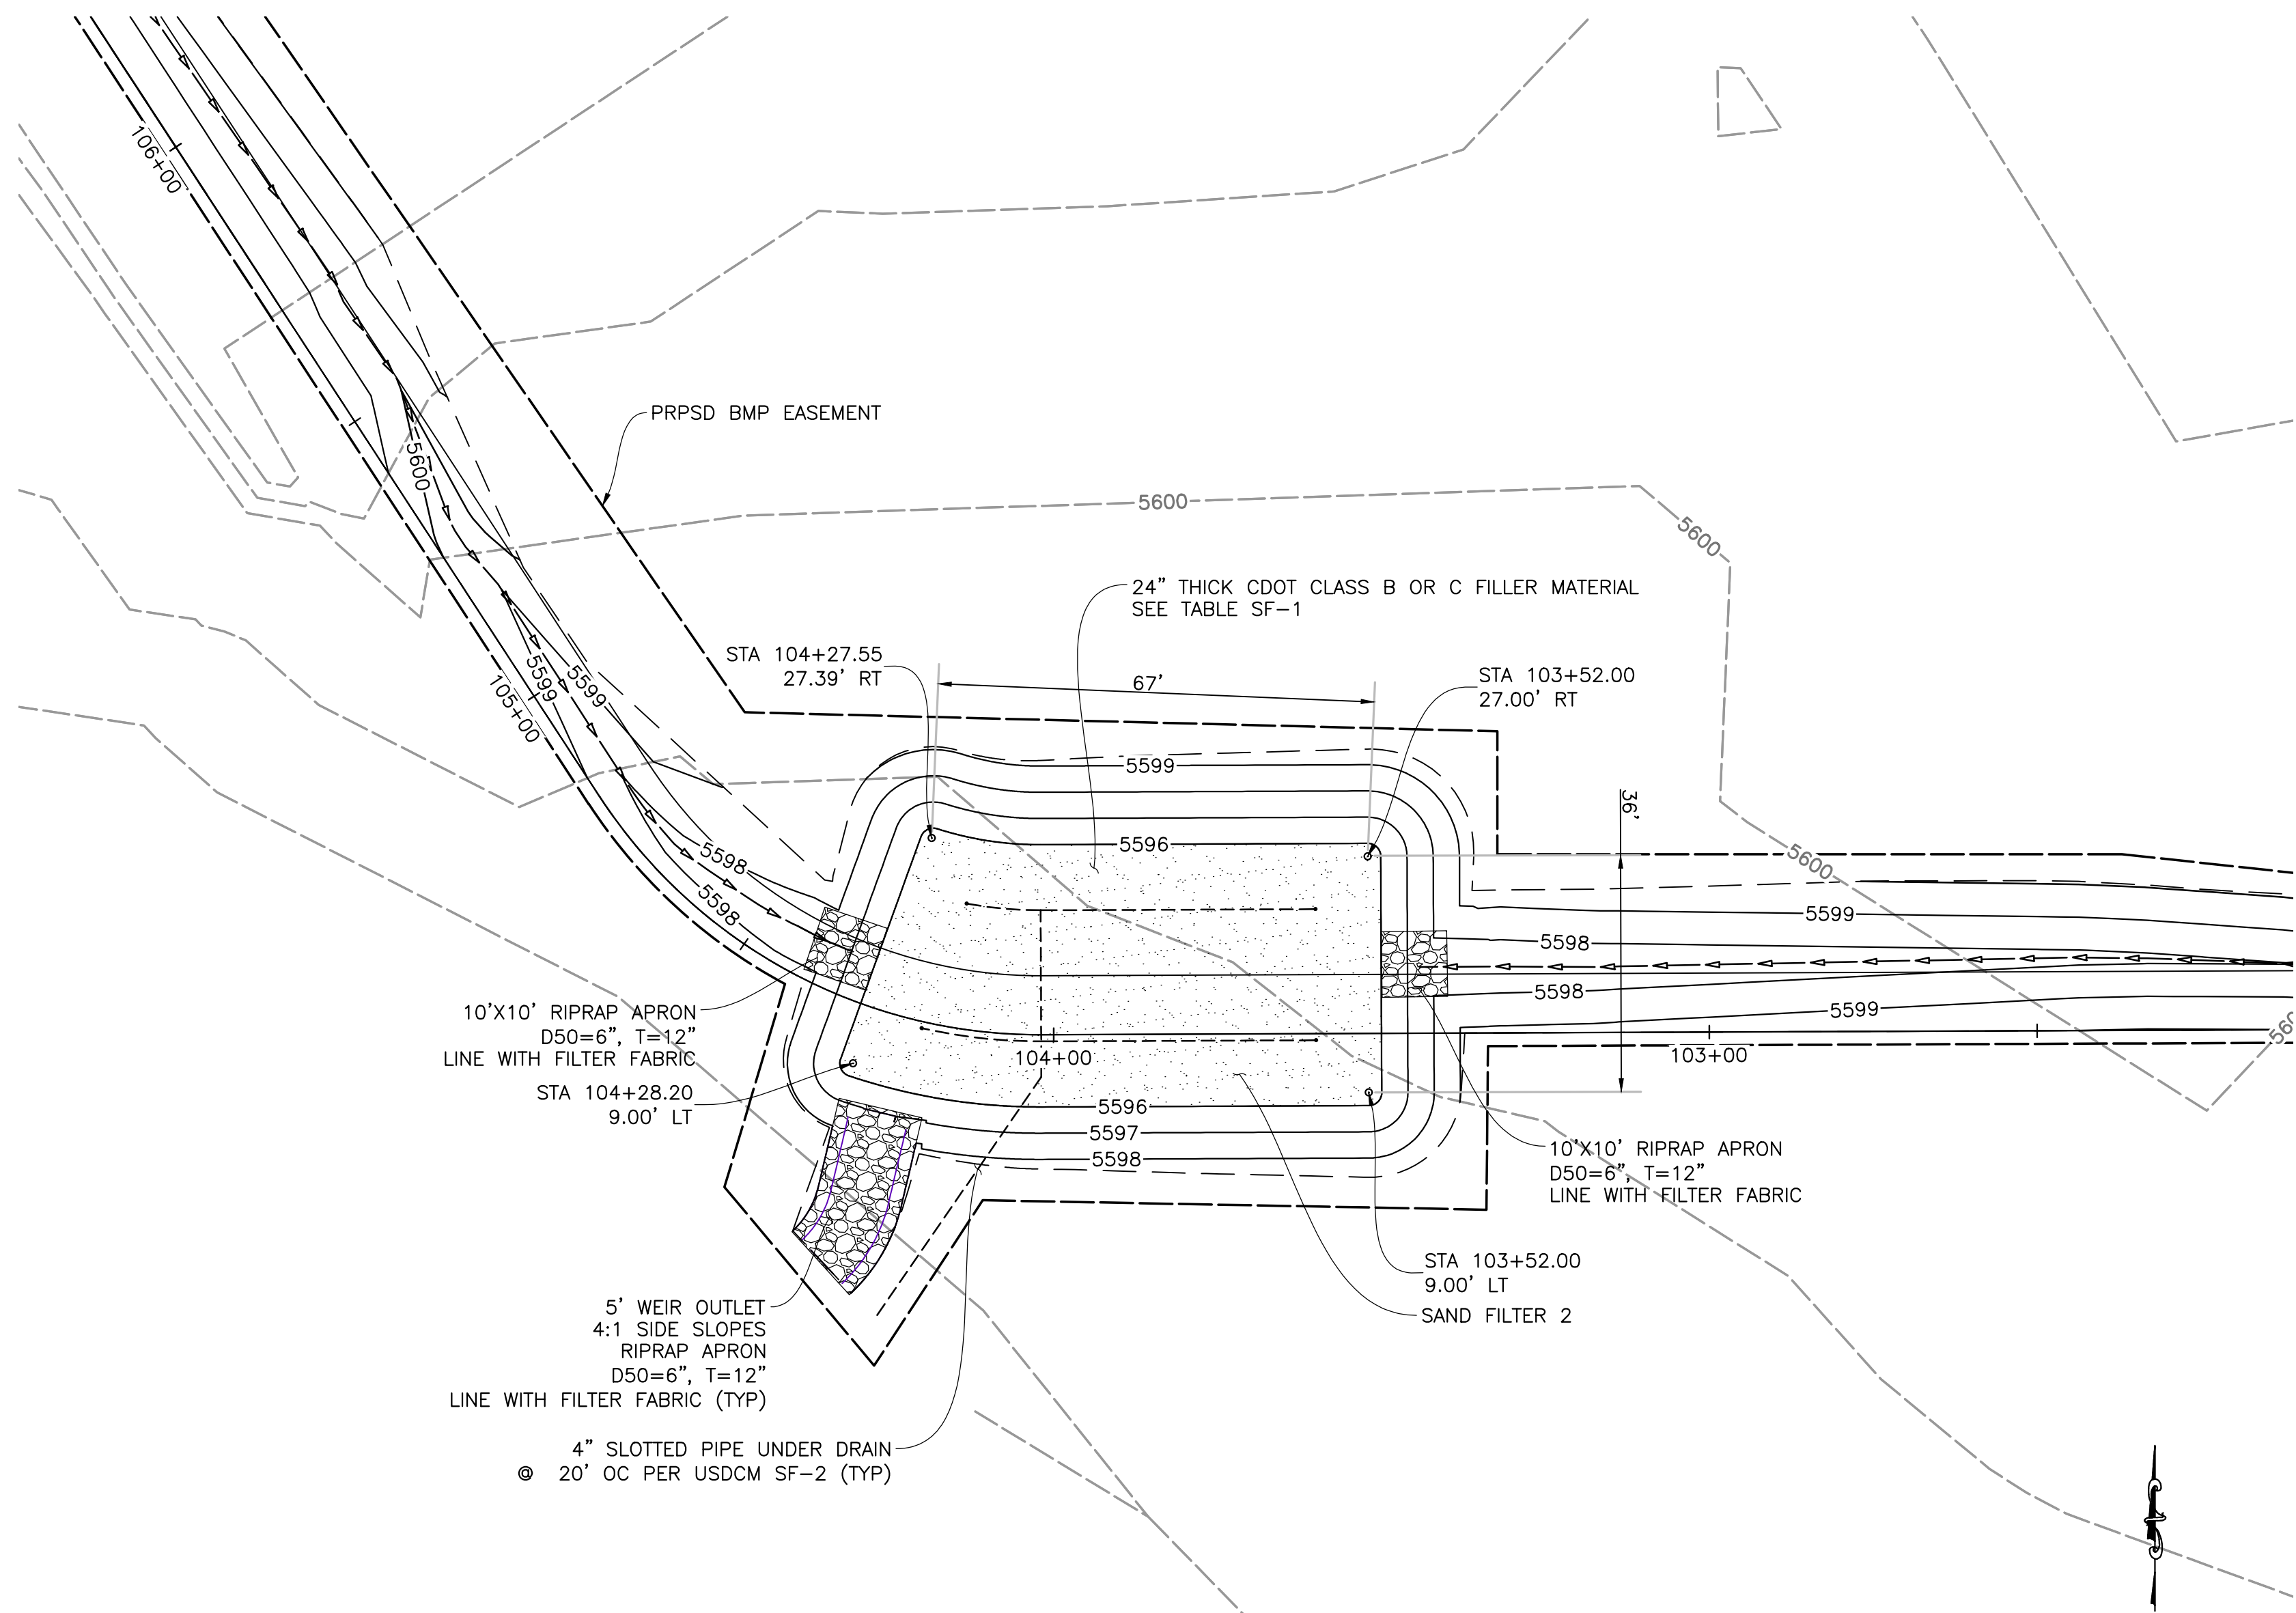 106+00
PRPSD BMP EASEMENT
5600
5600
5600
24” THICK CDOT CLASS B OR C FILLER MATERIAL
SEE TABLE SF-1
STA 104+27.55
27.39’ RT
67’
STA 103+52.00
27.00’ RT
5599
5599
105+00
5599
36’
5596
5598
5598
5600
5599
5598
5598
5599
10’X10’ RIPRAP APRON
D50=6”, T=12”
LINE WITH FILTER FABRIC
104+00
103+00
STA 104+28.20
9.00’ LT
5596
5597
5598
10’X10’ RIPRAP APRON
D50=6”, T=12”
LINE WITH FILTER FABRIC
STA 103+52.00
9.00’ LT
SAND FILTER 2
5’ WEIR OUTLET
4:1 SIDE SLOPES
RIPRAP APRON
D50=6”, T=12”
LINE WITH FILTER FABRIC (TYP)
4” SLOTTED PIPE UNDER DRAIN
@ 20’ OC PER USDCM SF-2 (TYP)